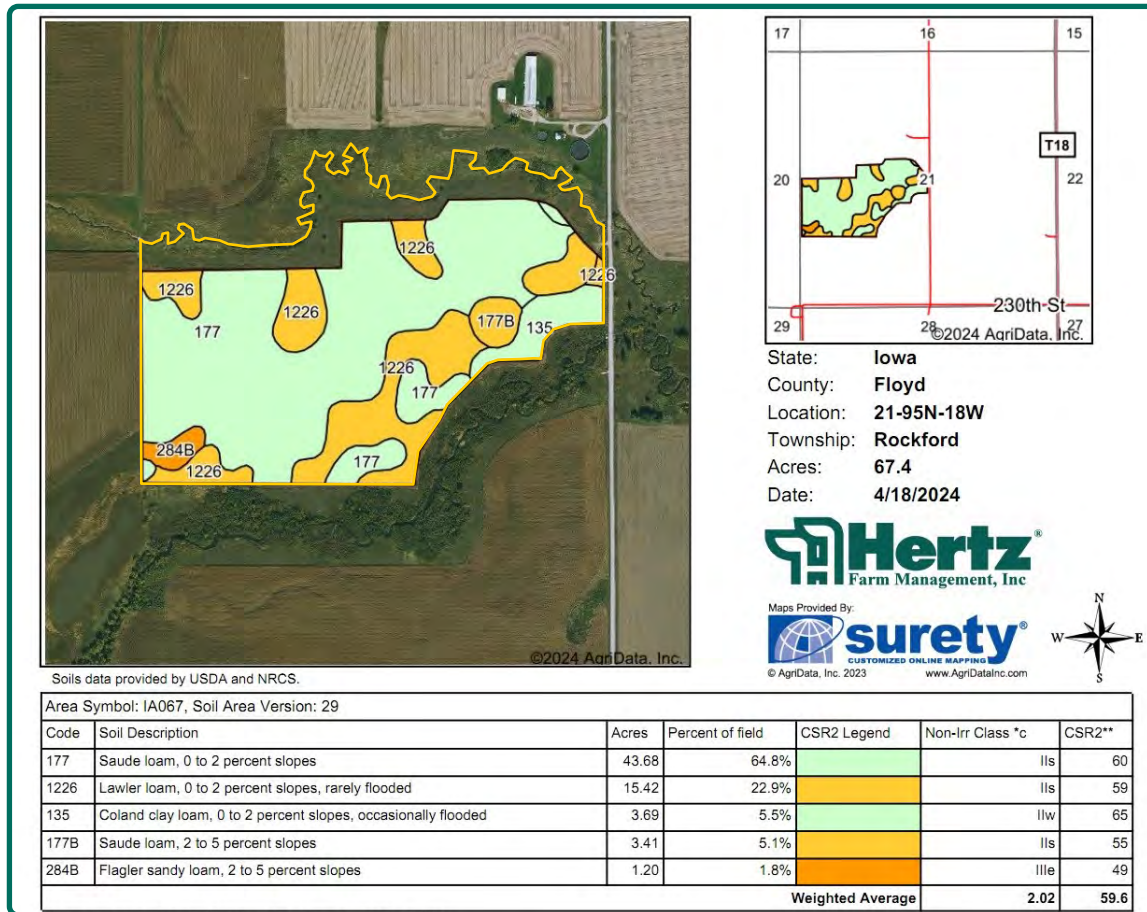 1226
1226
1226
1226
177
177B
135
1226
177
284B
1226
177
©2024 AgriData, Inc.
17
16
15
T18
20
21
22
230th St
29
28
27
©2024 AgriData, Inc.
State: Iowa
County: Floyd
Location: 21-95N-18W
Township: Rockford
Acres: 67.4
Date: 4/18/2024
Hertz®
Farm Management, Inc
Maps Provided By:
surety®
CUSTOMIZED ONLINE MAPPING
© AgriData, Inc. 2023 www.AgriDataInc.com
N
W E
S
Soils data provided by USDA and NRCS.
Area Symbol: IA067, Soil Area Version: 29
Code Soil Description Acres Percent of field CSR2 Legend Non-Irr Class *c CSR2**
177 Saude loam, 0 to 2 percent slopes 43.68 64.8% IIs 60
1226 Lawler loam, 0 to 2 percent slopes, rarely flooded 15.42 22.9% IIs 59
135 Coland clay loam, 0 to 2 percent slopes, occasionally flooded 3.69 5.5% IIw 65
177B Saude loam, 2 to 5 percent slopes 3.41 5.1% IIs 55
284B Flagler sandy loam, 2 to 5 percent slopes 1.20 1.8% IIIe 49
Weighted Average 2.02 59.6